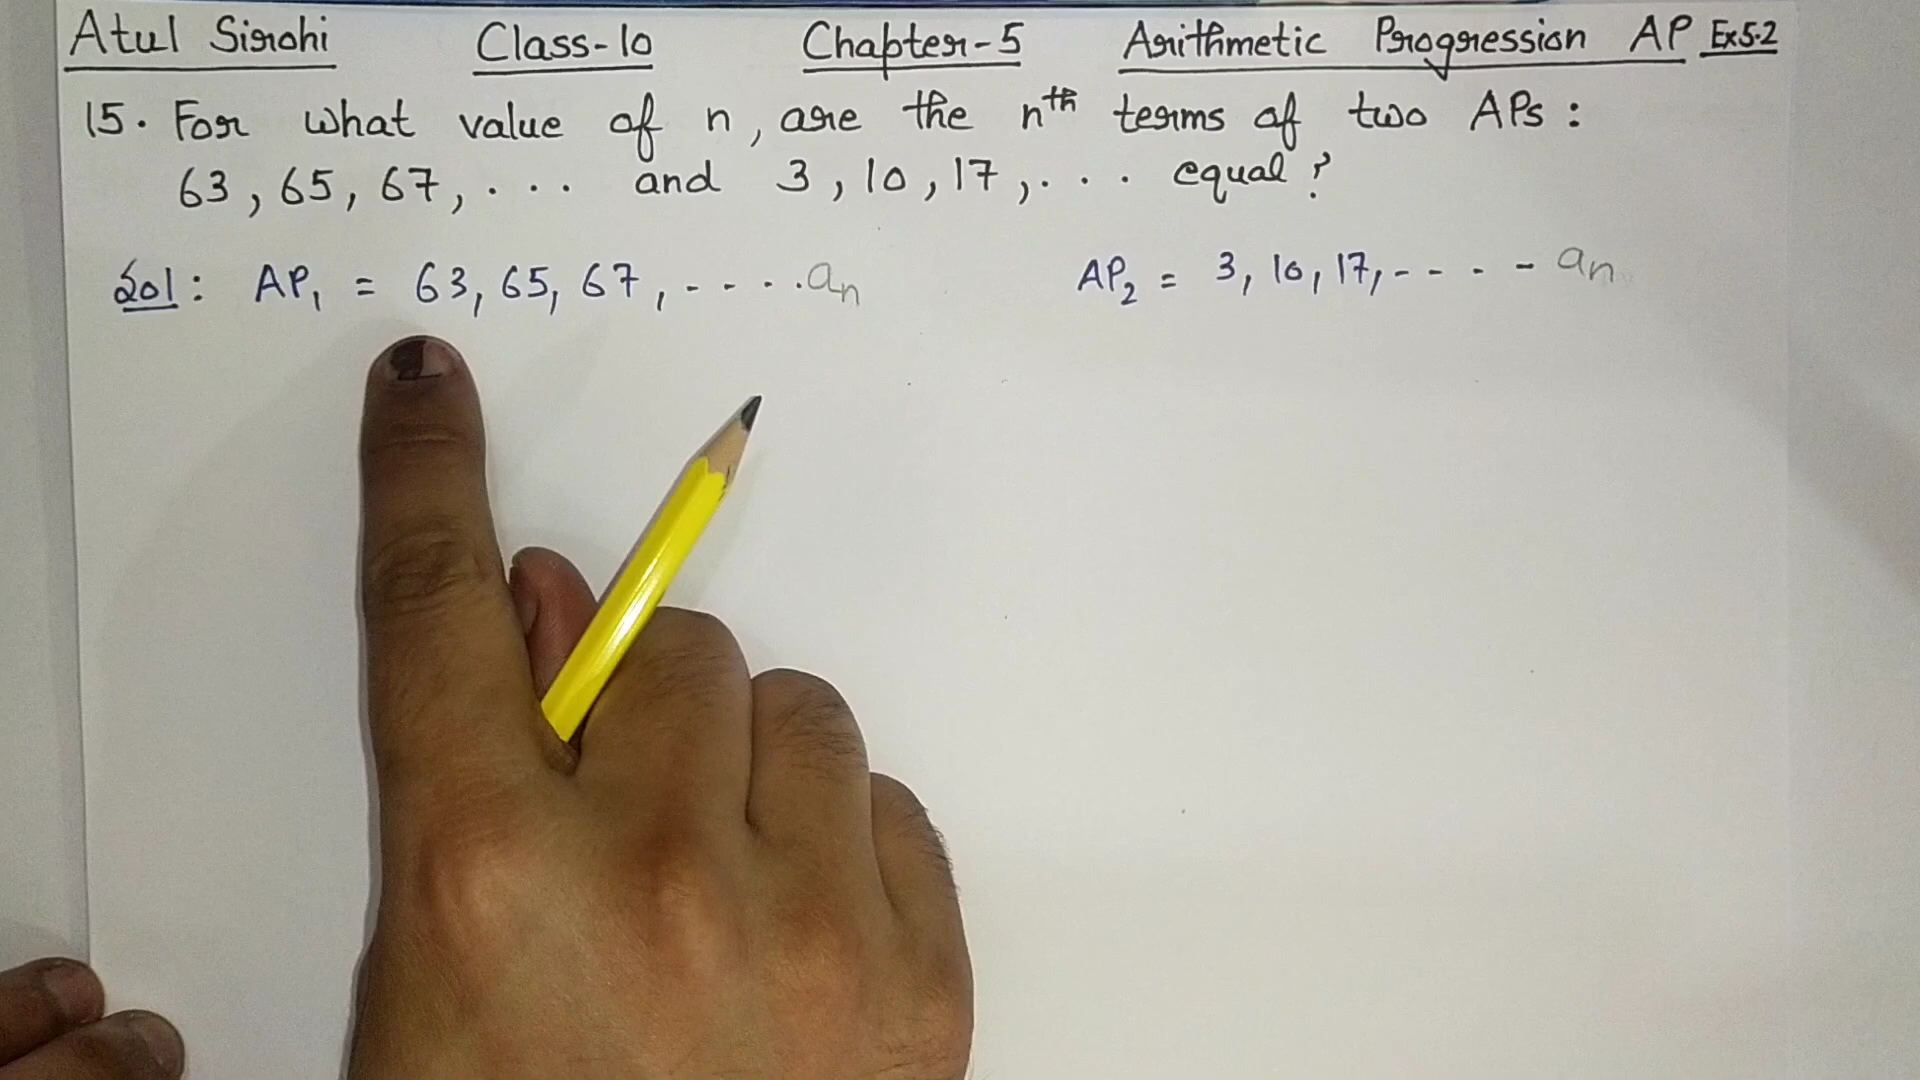 Atul Sirohi Class-10 Chapter-5 Arithmetic Progression AP Ex5.2
15. For what value of n, are the nth terms of two APs :
63, 65, 67, . . . and 3, 10, 17, . . . equal ?
Sol : AP₁ = 63, 65, 67, - - - . . an AP₂ = 3, 10, 17, - - - - - an